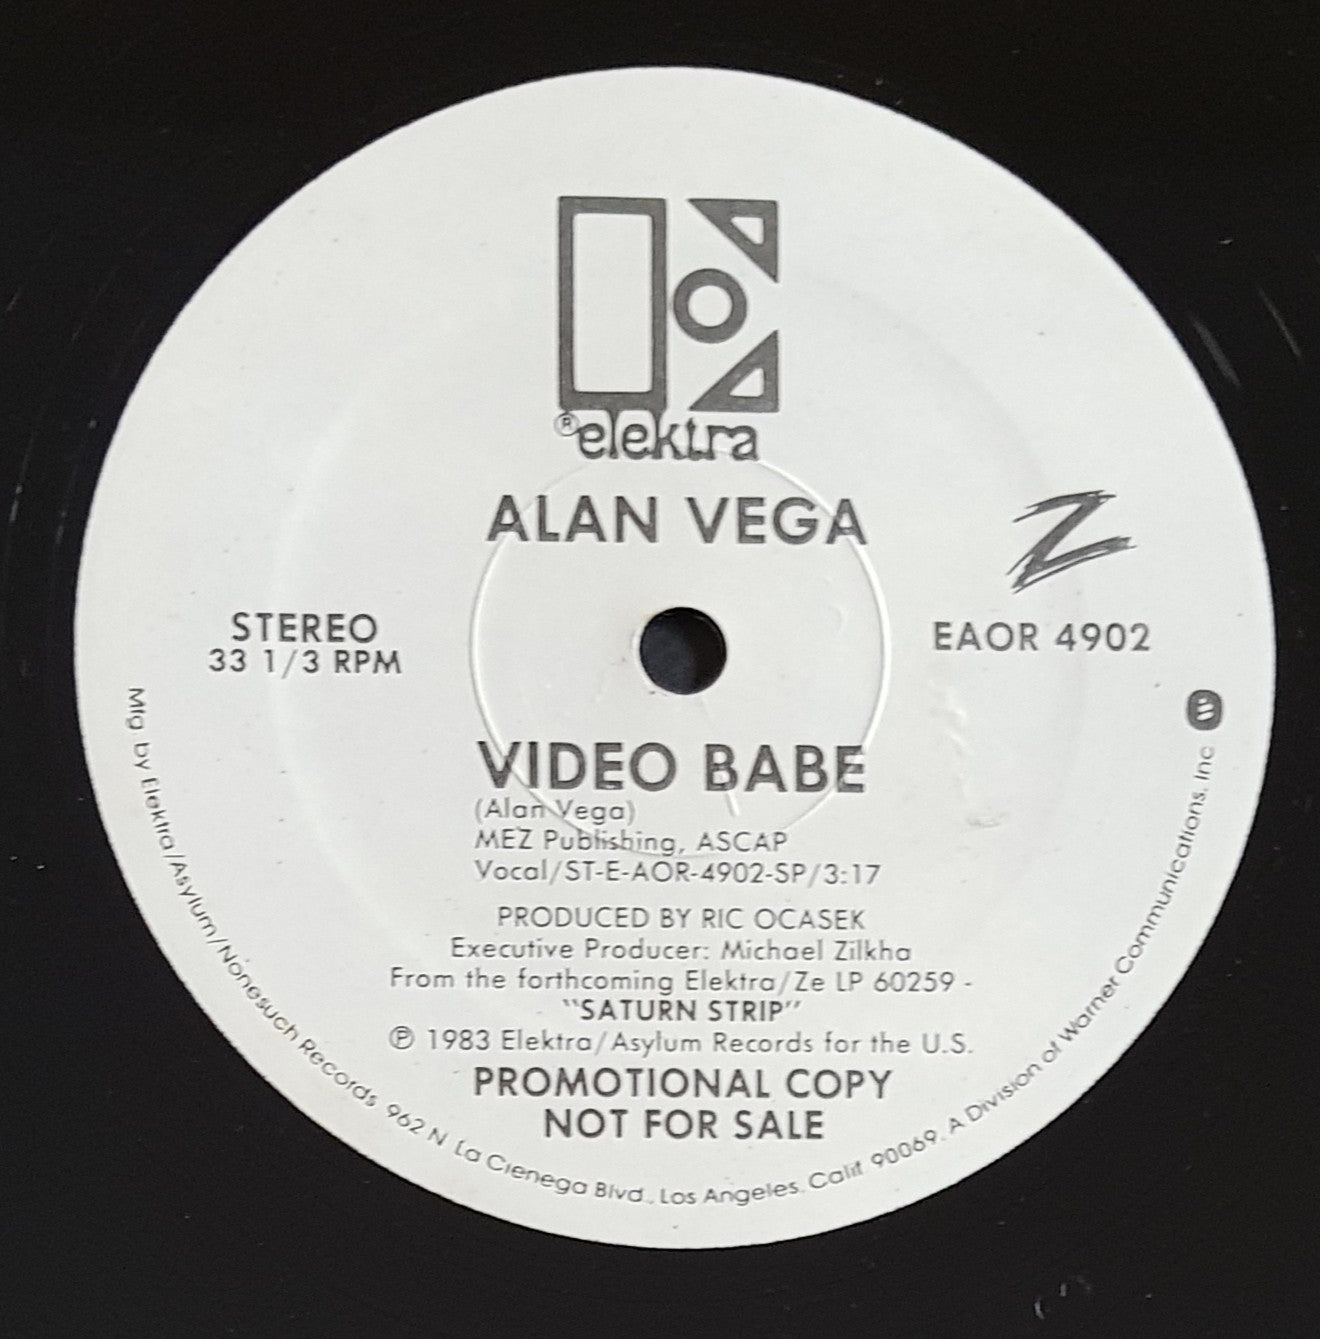 ® elektra
ALAN VEGA
Z
STEREO
33 1/3 RPM
EAOR 4902
VIDEO BABE
(Alan Vega)
MEZ Publishing, ASCAP
Vocal/ST-E-AOR-4902-SP/3:17
PRODUCED BY RIC OCASEK
Executive Producer: Michael Zilkha
From the forthcoming Elektra/Ze LP 60259 -
"SATURN STRIP"
℗ 1983 Elektra/Asylum Records for the U.S.
PROMOTIONAL COPY
NOT FOR SALE
Mfg. by Elektra/Asylum/Nonesuch Records 962 N. La Cienega Blvd., Los Angeles, Calif. 90069. A Division of Warner Communications, Inc.